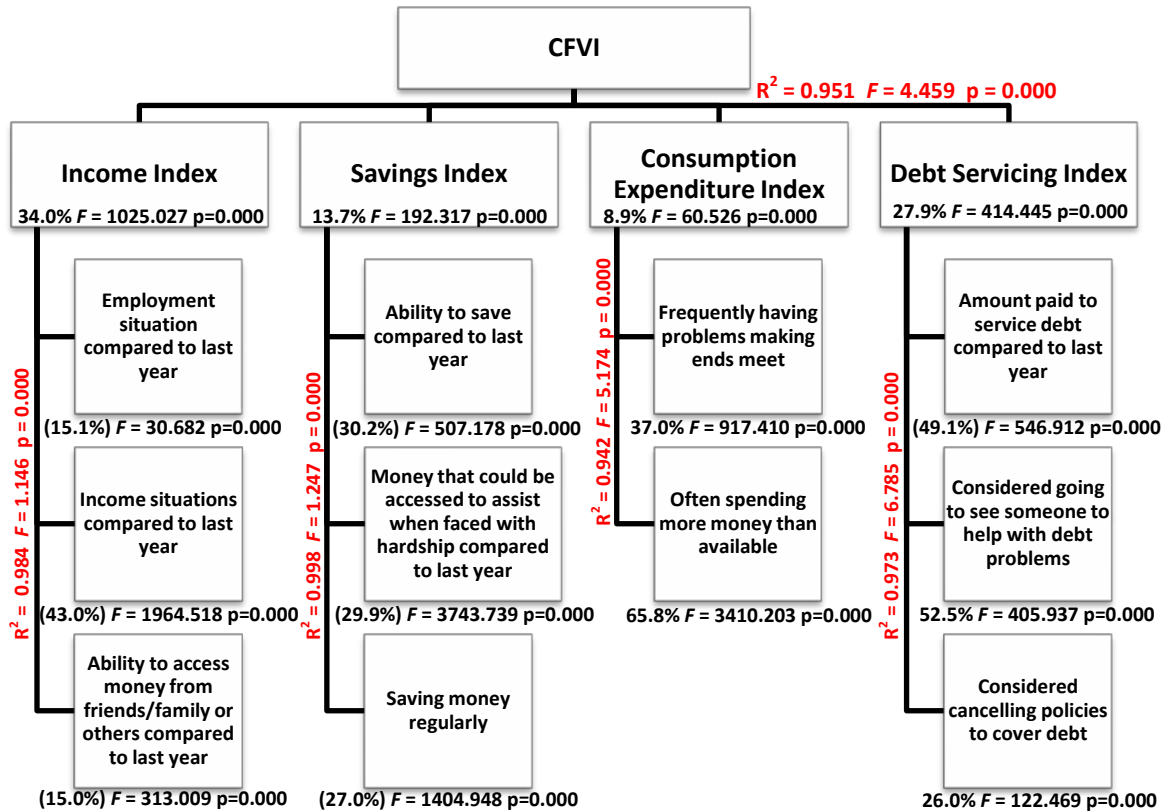 CFVI
R² = 0.951 F = 4.459 p = 0.000
Income Index
34.0% F = 1025.027 p=0.000
Savings Index
13.7% F = 192.317 p=0.000
Consumption
Expenditure Index
8.9% F = 60.526 p=0.000
Debt Servicing Index
27.9% F = 414.445 p=0.000
R² = 0.984 F = 1.146 p = 0.000
Employment
situation
compared to last
year
(15.1%) F = 30.682 p=0.000
Income situations
compared to last
year
(43.0%) F = 1964.518 p=0.000
Ability to access
money from
friends/family or
others compared
to last year
(15.0%) F = 313.009 p=0.000
R² = 0.998 F = 1.247 p = 0.000
Ability to save
compared to last
year
(30.2%) F = 507.178 p=0.000
Money that could be
accessed to assist
when faced with
hardship compared
to last year
(29.9%) F = 3743.739 p=0.000
Saving money
regularly
(27.0%) F = 1404.948 p=0.000
R² = 0.942 F = 5.174 p = 0.000
Frequently having
problems making
ends meet
37.0% F = 917.410 p=0.000
Often spending
more money than
available
65.8% F = 3410.203 p=0.000
R² = 0.973 F = 6.785 p = 0.000
Amount paid to
service debt
compared to last
year
(49.1%) F = 546.912 p=0.000
Considered going
to see someone to
help with debt
problems
52.5% F = 405.937 p=0.000
Considered
cancelling policies
to cover debt
26.0% F = 122.469 p=0.000